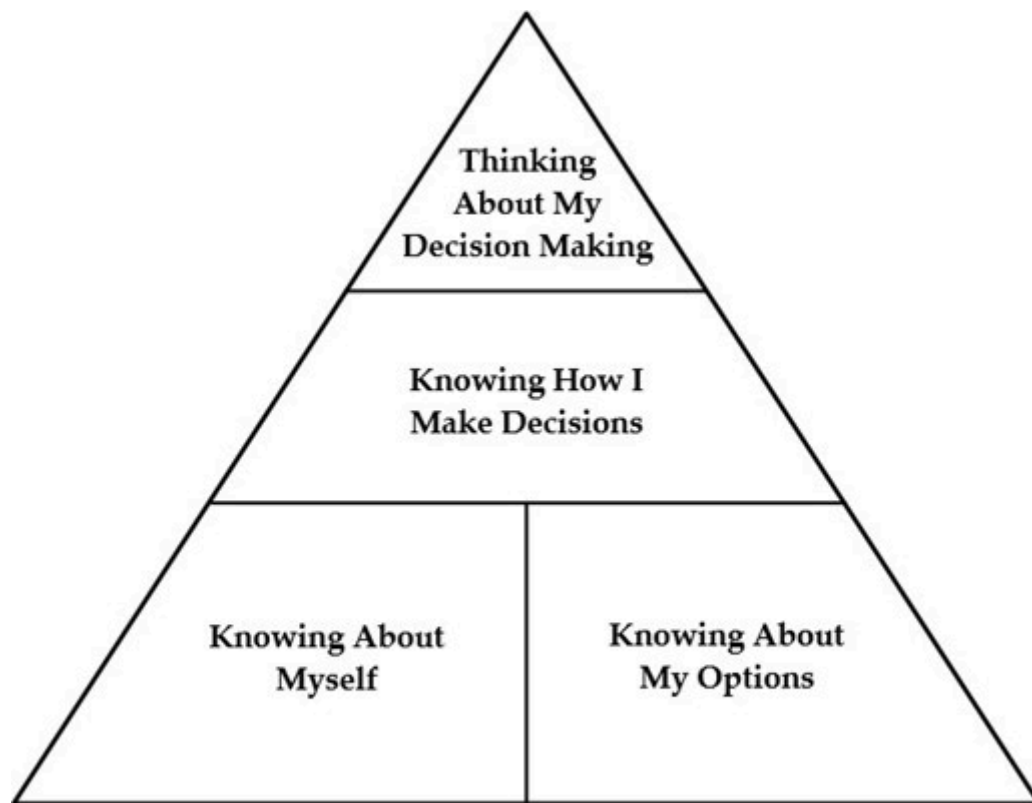 Thinking
About My
Decision Making
Knowing How I
Make Decisions
Knowing About
Myself
Knowing About
My Options